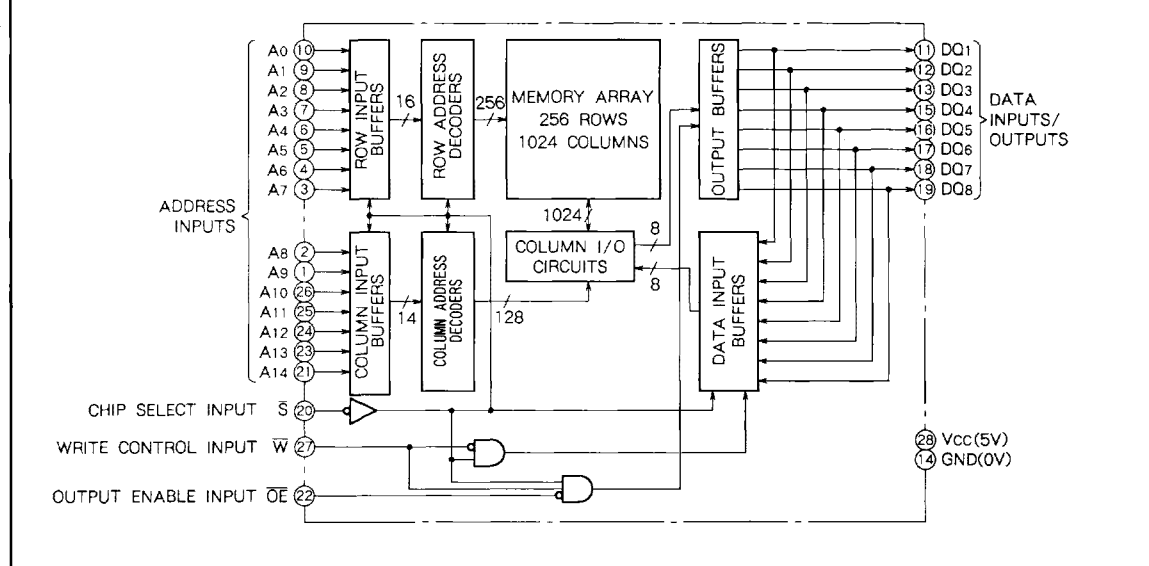 A0 10
A1 9
A2 8
A3 7
A4 6
A5 5
A6 4
A7 3
ADDRESS
INPUTS
A8 2
A9 1
A10 26
A11 25
A12 24
A13 23
A14 21
ROW INPUT
BUFFERS
16
ROW ADDRESS
DECODERS
256
MEMORY ARRAY
256 ROWS
1024 COLUMNS
OUTPUT BUFFERS
11 DQ1
12 DQ2
13 DQ3
15 DQ4
16 DQ5
17 DQ6
18 DQ7
19 DQ8
DATA
INPUTS/
OUTPUTS
COLUMN INPUT
BUFFERS
14
COLUMN ADDRESS
DECODERS
128
1024
COLUMN I/O
CIRCUITS
8
8
DATA INPUT
BUFFERS
CHIP SELECT INPUT S̅ 20
WRITE CONTROL INPUT W̅ 27
OUTPUT ENABLE INPUT O̅E̅ 22
28 VCC(5V)
14 GND(0V)